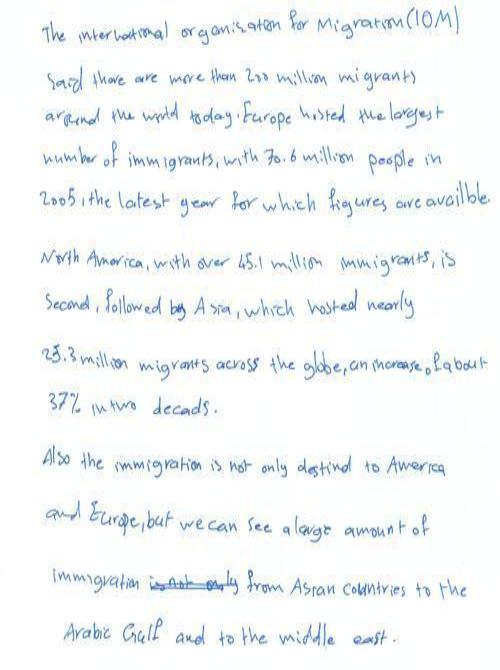 The international organisation for Migration (IOM)
Said there are more than 200 million migrants
around the world today. Europe hosted the largest
number of immigrants, with 70.6 million people in
2005, the latest year for which figures are availble.
North America, with over 45.1 million immigrants, is
Second, followed by Asia, which hosted nearly
25.3 million migrants across the globe, an increase of about
37% in two decads.
Also the immigration is not only destind to America
and Europe, but we can see a large amount of
immigration is not only from Asian countries to the
Arabic Gulf and to the middle east.